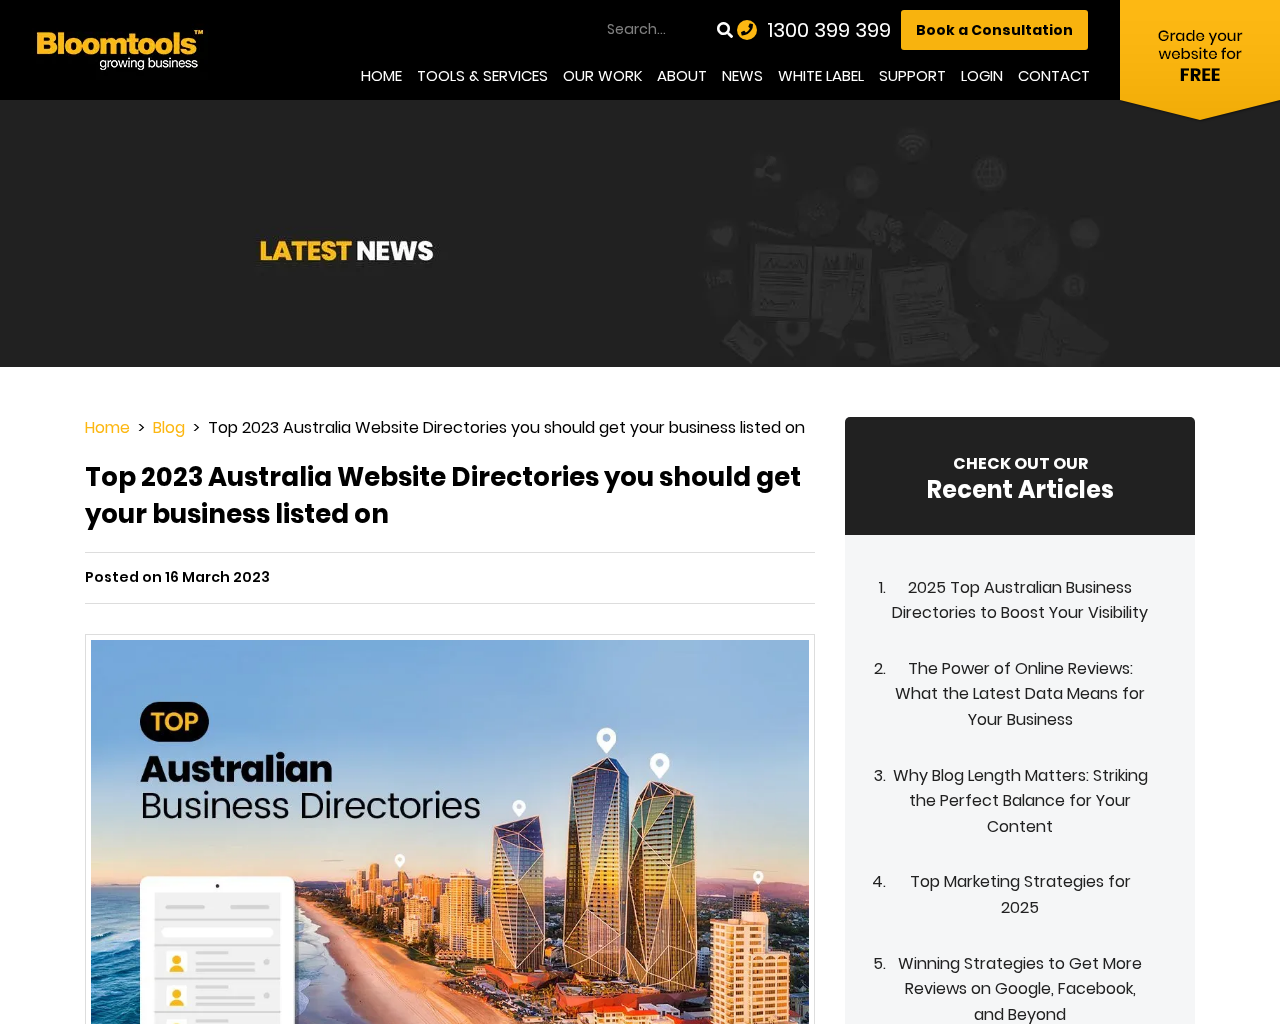 Bloomtools™
growing business
Search...
1300 399 399
Book a Consultation
Grade your
website for
FREE
HOME TOOLS & SERVICES OUR WORK ABOUT NEWS WHITE LABEL SUPPORT LOGIN CONTACT
LATEST NEWS
Home > Blog > Top 2023 Australia Website Directories you should get your business listed on
Top 2023 Australia Website Directories you should get
your business listed on
Posted on 16 March 2023
TOP
Australian
Business Directories
CHECK OUT OUR
Recent Articles
1. 2025 Top Australian Business
Directories to Boost Your Visibility
2. The Power of Online Reviews:
What the Latest Data Means for
Your Business
3. Why Blog Length Matters: Striking
the Perfect Balance for Your
Content
4. Top Marketing Strategies for
2025
5. Winning Strategies to Get More
Reviews on Google, Facebook,
and Beyond